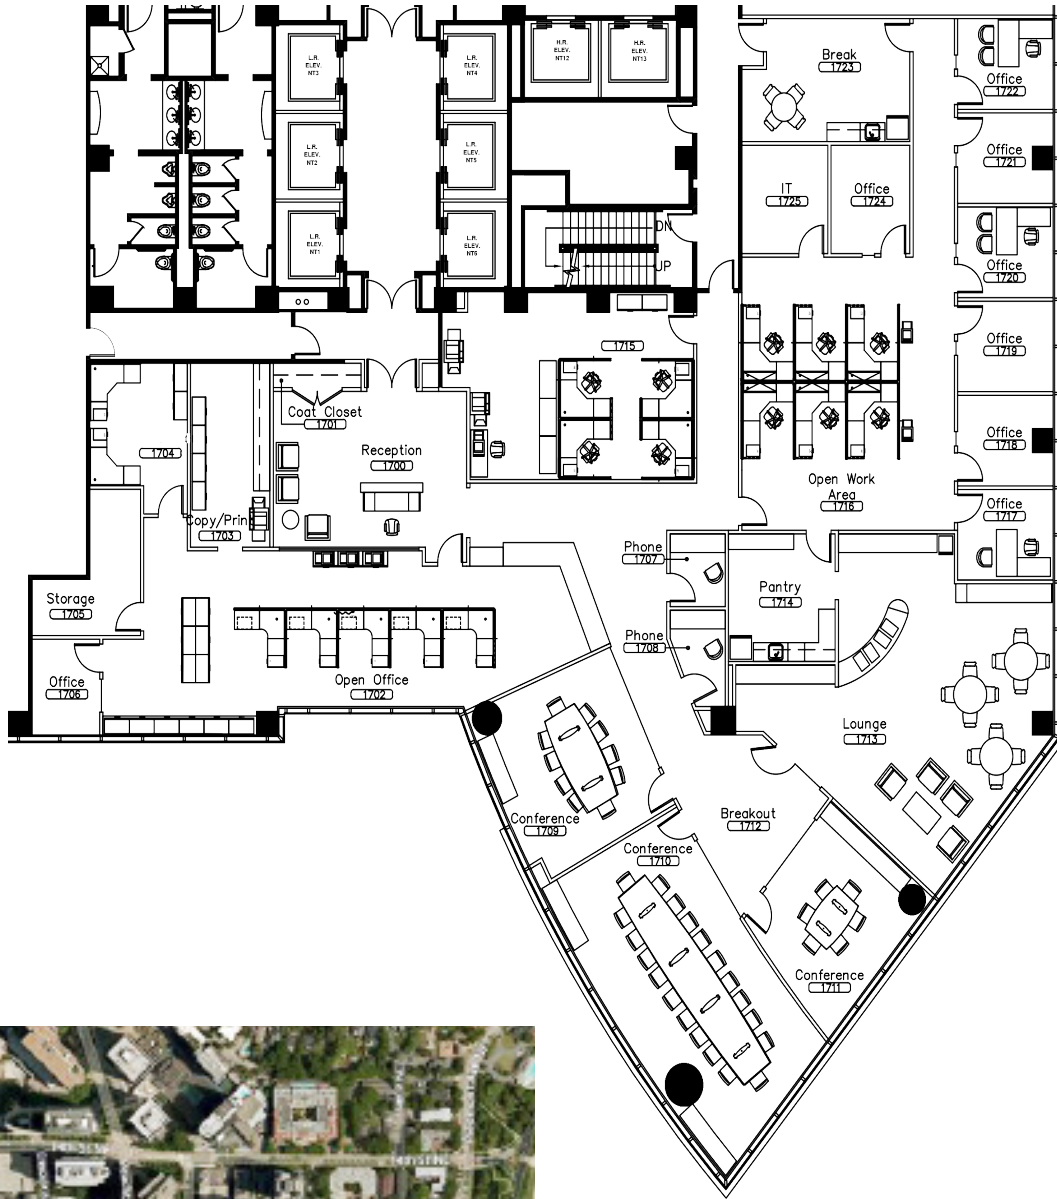 L.R.
ELEV.
NT3
L.R.
ELEV.
NT4
H.R.
ELEV.
NT12
H.R.
ELEV.
NT13
Break
1723
Office
1722
L.R.
ELEV.
NT2
L.R.
ELEV.
NT5
Office
1721
IT
1725
Office
1724
L.R.
ELEV.
NT1
L.R.
ELEV.
NT6
DN
UP
Office
1720
1715
Office
1719
Coat Closet
1701
Reception
1700
1704
Office
1718
Open Work
Area
1716
Office
1717
Copy/Print
1703
Phone
1707
Pantry
1714
Storage
1705
Phone
1708
Office
1706
Open Office
1702
Lounge
1713
Conference
1709
Breakout
1712
Conference
1710
Conference
1711